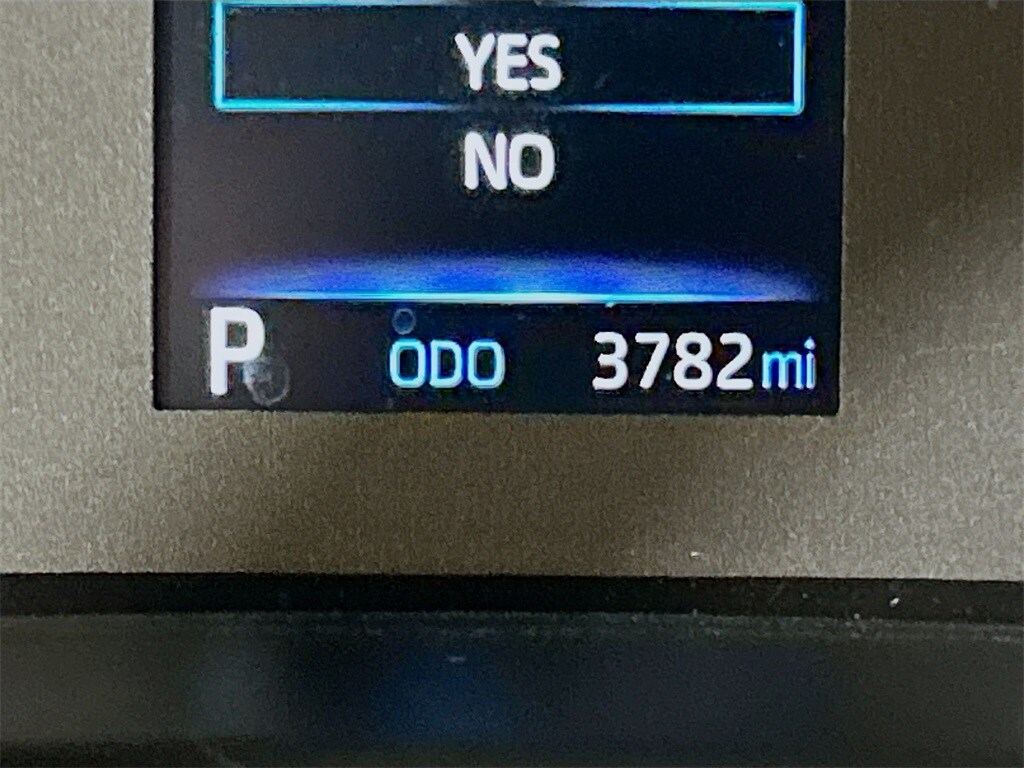 YES
NO
P ODO 3782 mi